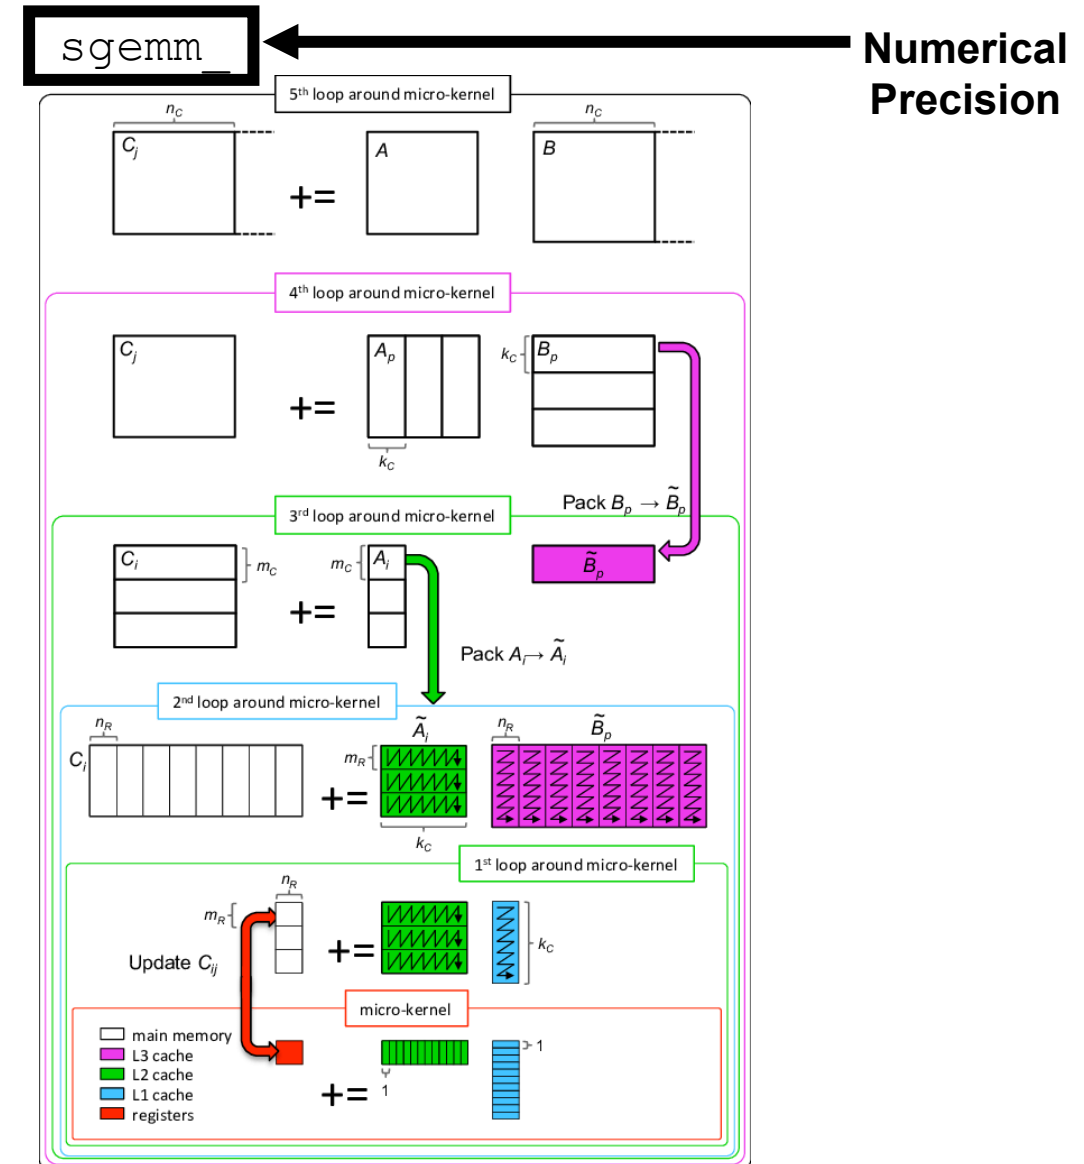 sgemm_
Numerical
Precision
5th loop around micro-kernel
nC
nC
Cj
A
B
+=
4th loop around micro-kernel
Cj
Ap
kC
Bp
+=
kC
Pack Bp → B̃p
3rd loop around micro-kernel
Ci
mC
mC
Ai
B̃p
+=
Pack Ai → Ãi
2nd loop around micro-kernel
nR
Ãi
nR
B̃p
Ci
mR
+=
kC
1st loop around micro-kernel
nR
mR
+=
kC
Update Cij
micro-kernel
main memory
L3 cache
L2 cache
L1 cache
registers
+=
1
1